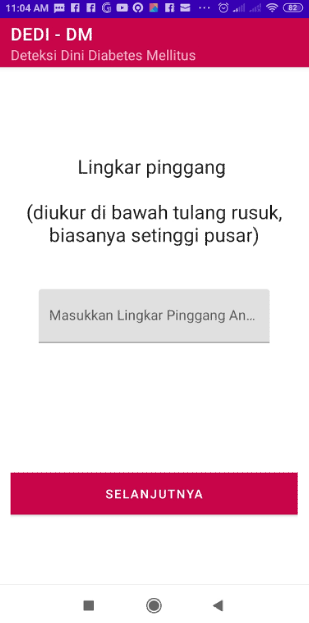 11:04 AM
82
DEDI - DM
Deteksi Dini Diabetes Mellitus
Lingkar pinggang
(diukur di bawah tulang rusuk,
biasanya setinggi pusar)
Masukkan Lingkar Pinggang An...
SELANJUTNYA